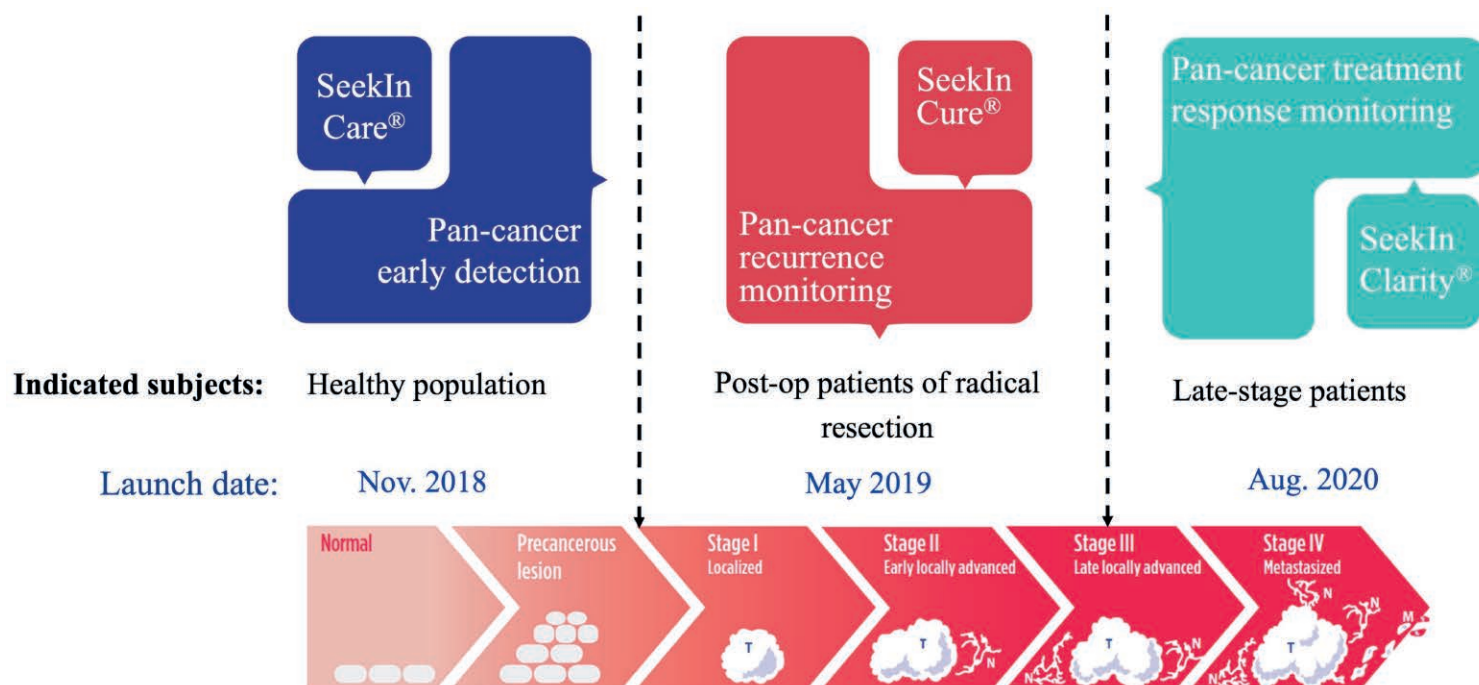 SeekIn
Care®
Pan-cancer
early detection
SeekIn
Cure®
Pan-cancer
recurrence
monitoring
Pan-cancer treatment
response monitoring
SeekIn
Clarity®
Indicated subjects: Healthy population
Post-op patients of radical
resection
Late-stage patients
Launch date: Nov. 2018 May 2019 Aug. 2020
Normal
Precancerous
lesion
Stage I
Localized
T
Stage II
Early locally advanced
T
N
Stage III
Late locally advanced
N
T
N
Stage IV
Metastasized
N
N
M
T
N
N